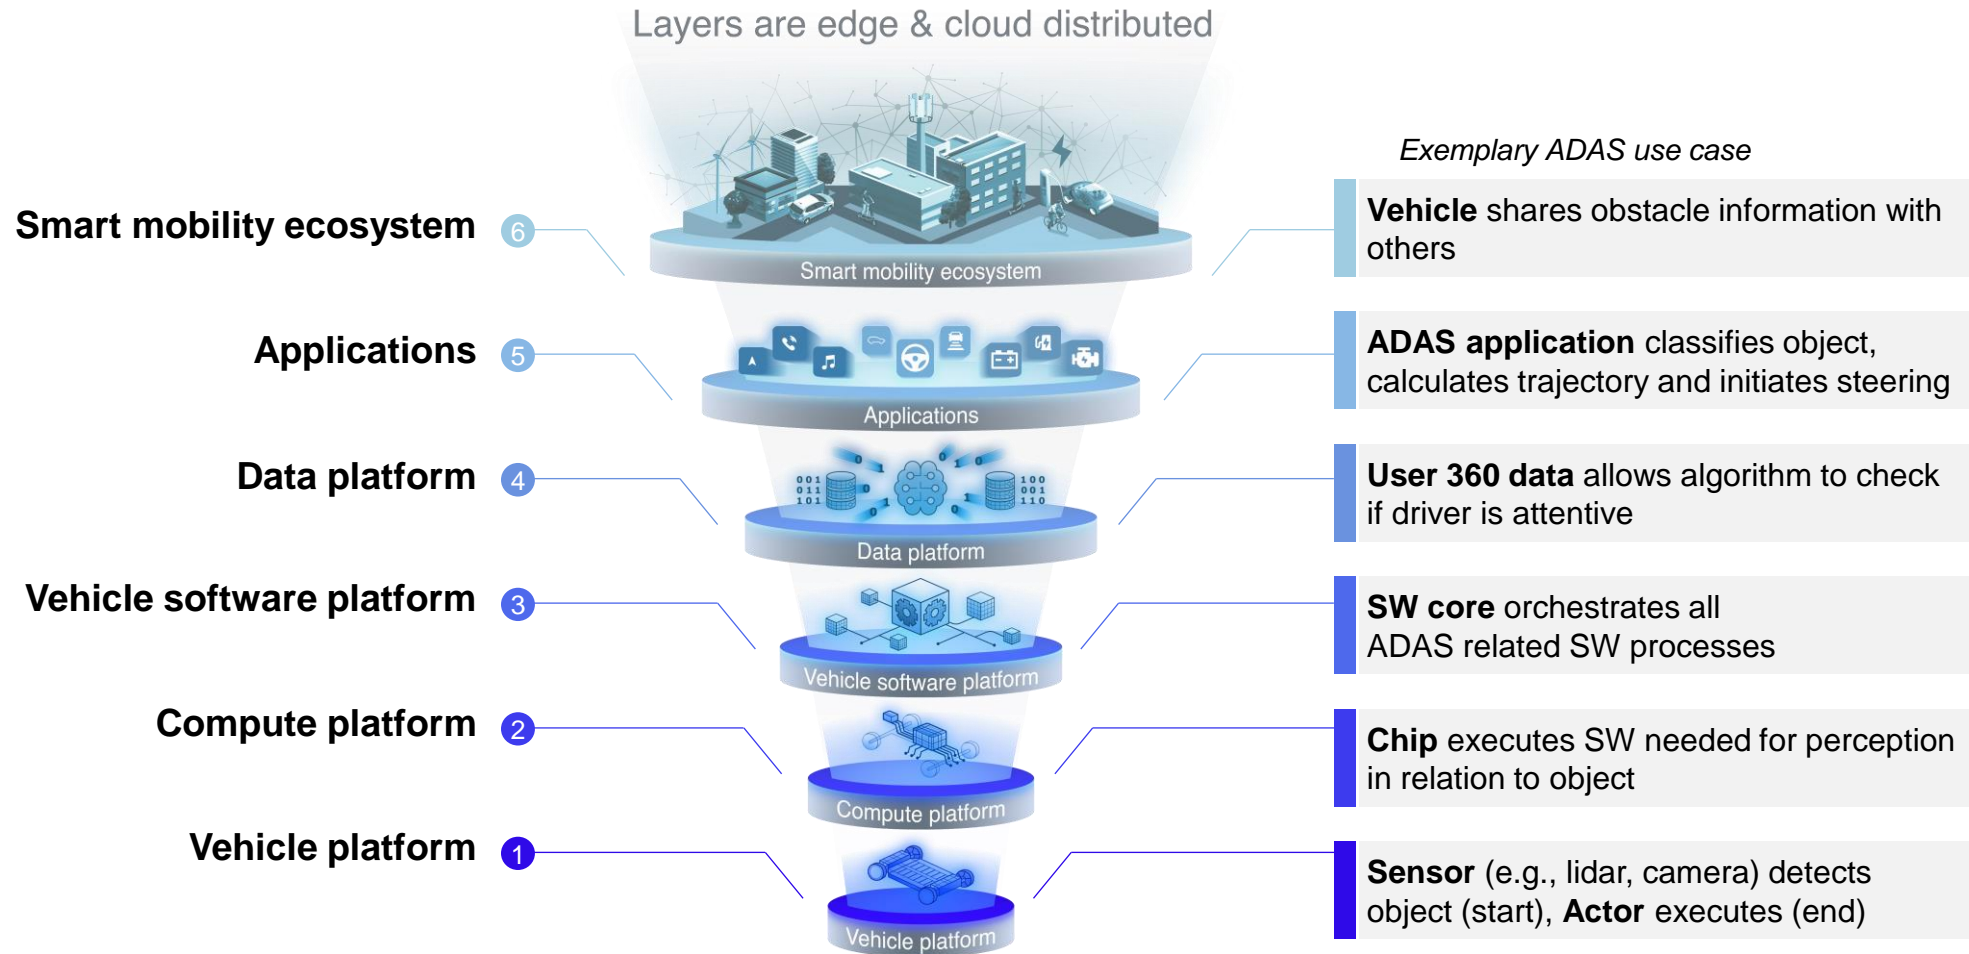 Layers are edge & cloud distributed
Exemplary ADAS use case
Smart mobility ecosystem 6
Smart mobility ecosystem
Vehicle shares obstacle information with
others
Applications 5
Applications
ADAS application classifies object,
calculates trajectory and initiates steering
Data platform 4
001
011
101
100
001
110
Data platform
User 360 data allows algorithm to check
if driver is attentive
Vehicle software platform 3
Vehicle software platform
SW core orchestrates all
ADAS related SW processes
Compute platform 2
Compute platform
Chip executes SW needed for perception
in relation to object
Vehicle platform 1
Vehicle platform
Sensor (e.g., lidar, camera) detects
object (start), Actor executes (end)